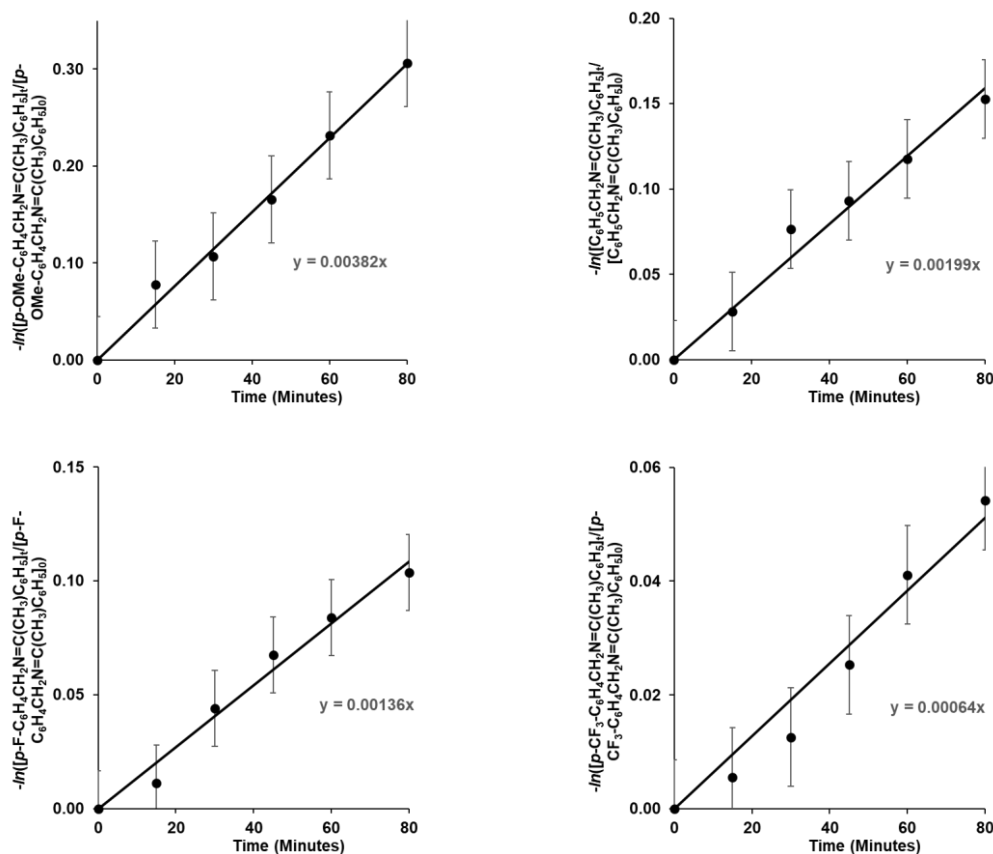 -ln([p-OMe-C₆H₄CH₂N=C(CH₃)C₆H₅]ₜ/[p-
OMe-C₆H₄CH₂N=C(CH₃)C₆H₅]₀)
0.30
0.20
0.10
0.00
y = 0.00382x
0
20
40
60
80
Time (Minutes)
-ln([C₆H₅CH₂N=C(CH₃)C₆H₅]ₜ/
[C₆H₅CH₂N=C(CH₃)C₆H₅]₀)
0.20
0.15
0.10
0.05
0.00
y = 0.00199x
0
20
40
60
80
Time (Minutes)
-ln([p-F-C₆H₄CH₂N=C(CH₃)C₆H₅]ₜ/[p-F-
C₆H₄CH₂N=C(CH₃)C₆H₅]₀)
0.15
0.10
0.05
0.00
y = 0.00136x
0
20
40
60
80
Time (Minutes)
-ln([p-CF₃-C₆H₄CH₂N=C(CH₃)C₆H₅]ₜ/[p-
CF₃-C₆H₄CH₂N=C(CH₃)C₆H₅]₀)
0.06
0.04
0.02
0.00
y = 0.00064x
0
20
40
60
80
Time (Minutes)